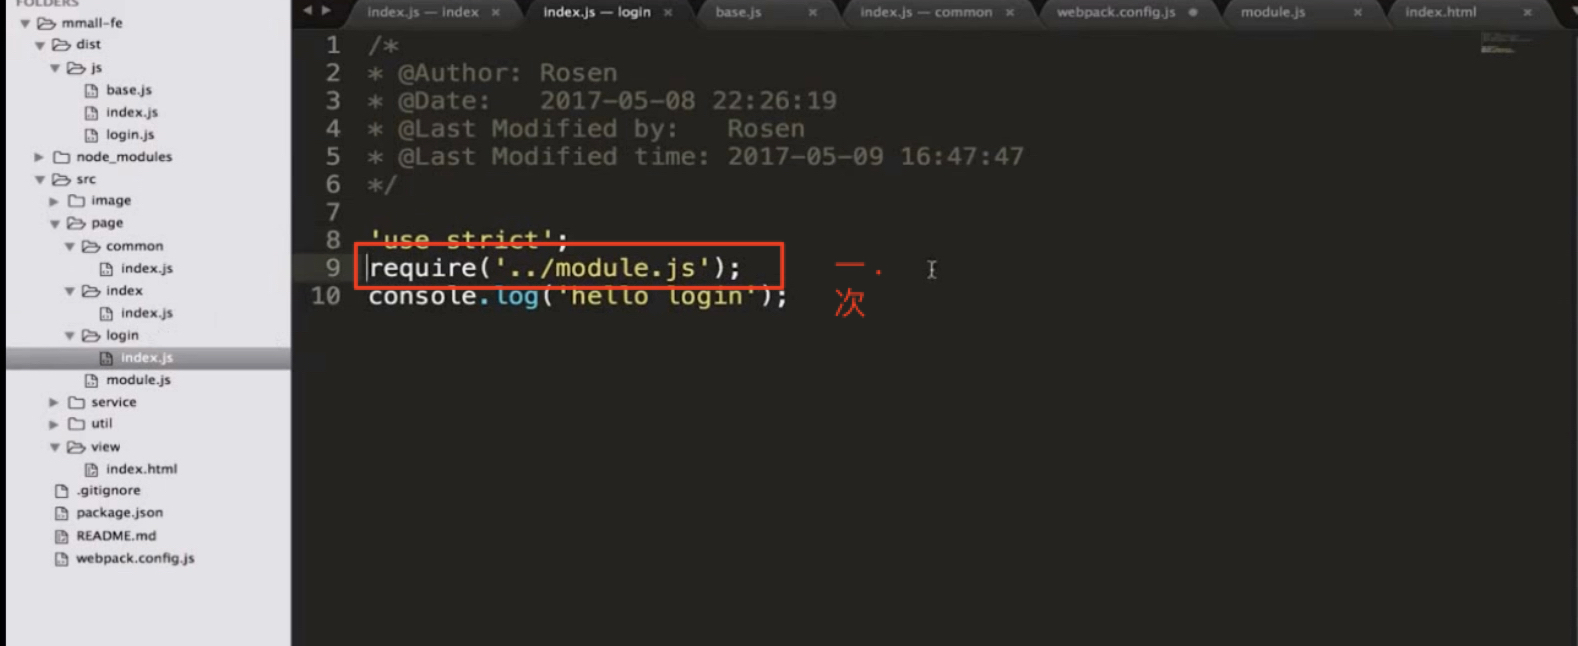 FOLDERS
mmall-fe
dist
js
base.js
index.js
login.js
node_modules
src
image
page
common
index.js
index
index.js
login
index.js
module.js
service
util
view
index.html
.gitignore
package.json
README.md
webpack.config.js
index.js — index
index.js — login
base.js
index.js — common
webpack.config.js
module.js
index.html
1 /*
2 * @Author: Rosen
3 * @Date:   2017-05-08 22:26:19
4 * @Last Modified by:   Rosen
5 * @Last Modified time: 2017-05-09 16:47:47
6 */
7
8 'use strict';
9 require('../module.js');
10 console.log('hello login');
一.
次